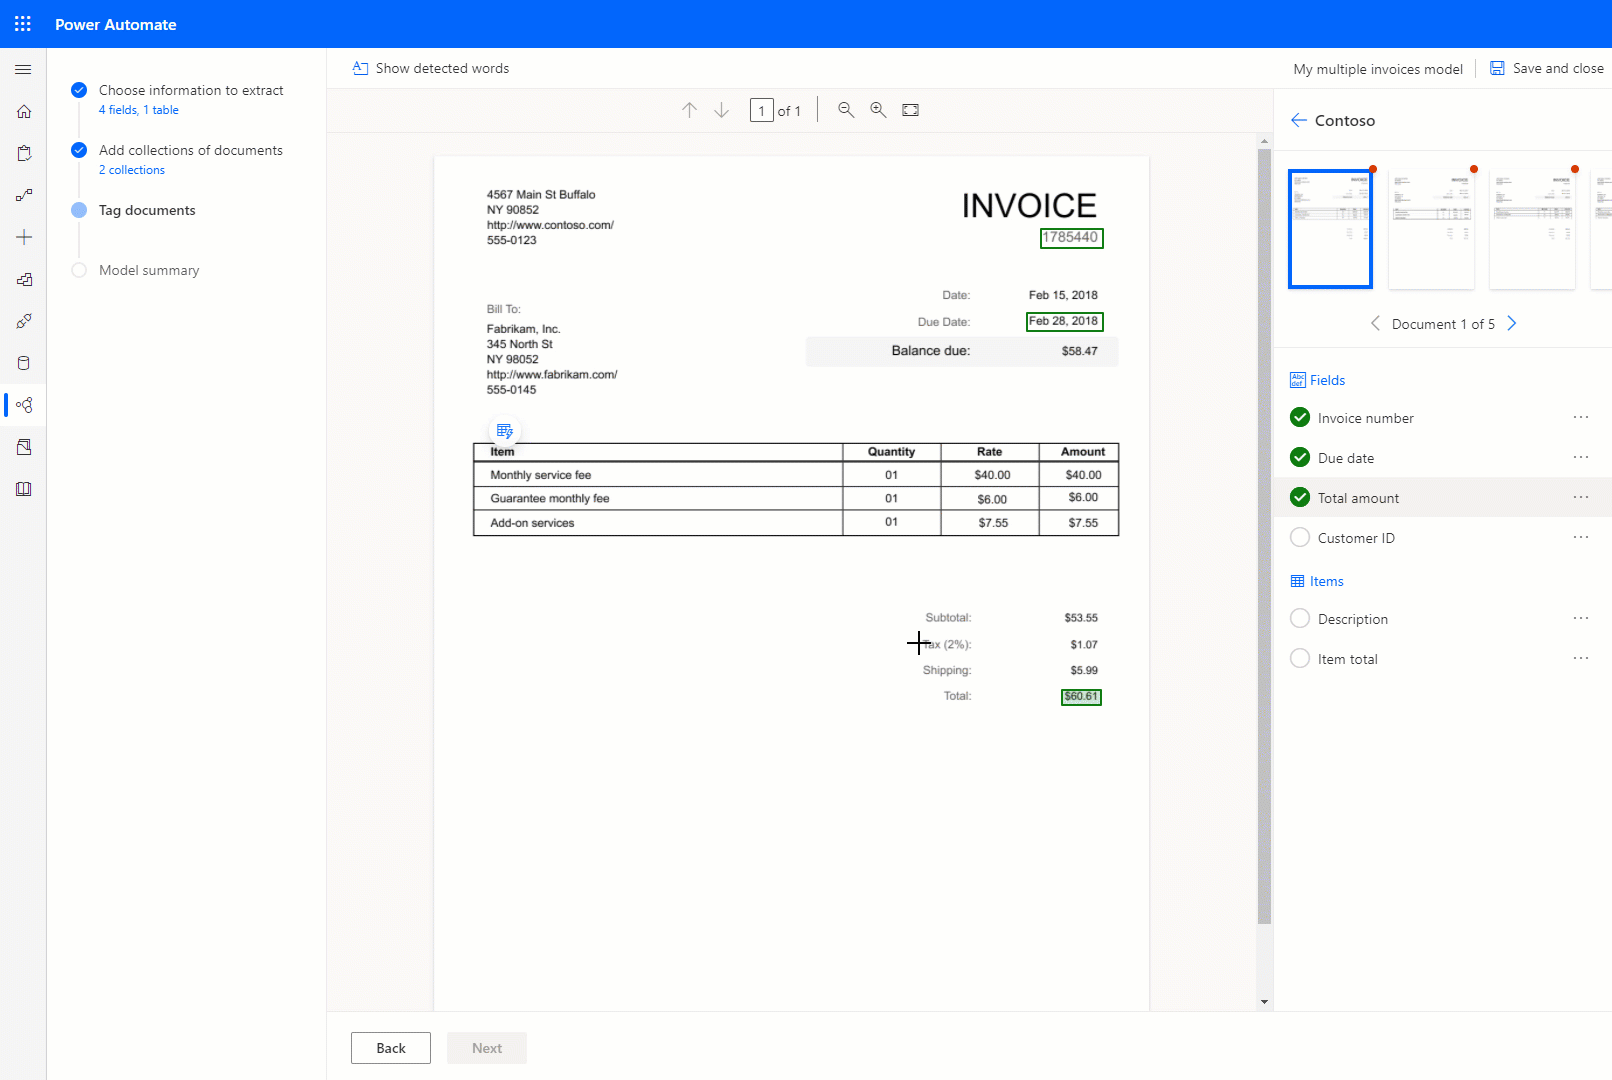 Power Automate
Choose information to extract
4 fields, 1 table
Add collections of documents
2 collections
Tag documents
Model summary
Show detected words
My multiple invoices model
Save and close
1 of 1
4567 Main St Buffalo
NY 90852
http://www.contoso.com/
555-0123
INVOICE
1785440
Date: Feb 15, 2018
Due Date: Feb 28, 2018
Balance due: $58.47
Bill To:
Fabrikam, Inc.
345 North St
NY 98052
http://www.fabrikam.com/
555-0145
Item Quantity Rate Amount
Monthly service fee 01 $40.00 $40.00
Guarantee monthly fee 01 $6.00 $6.00
Add-on services 01 $7.55 $7.55
Subtotal: $53.55
Tax (2%): $1.07
Shipping: $5.99
Total: $60.61
Back
Next
Contoso
Document 1 of 5
Fields
Invoice number
Due date
Total amount
Customer ID
Items
Description
Item total